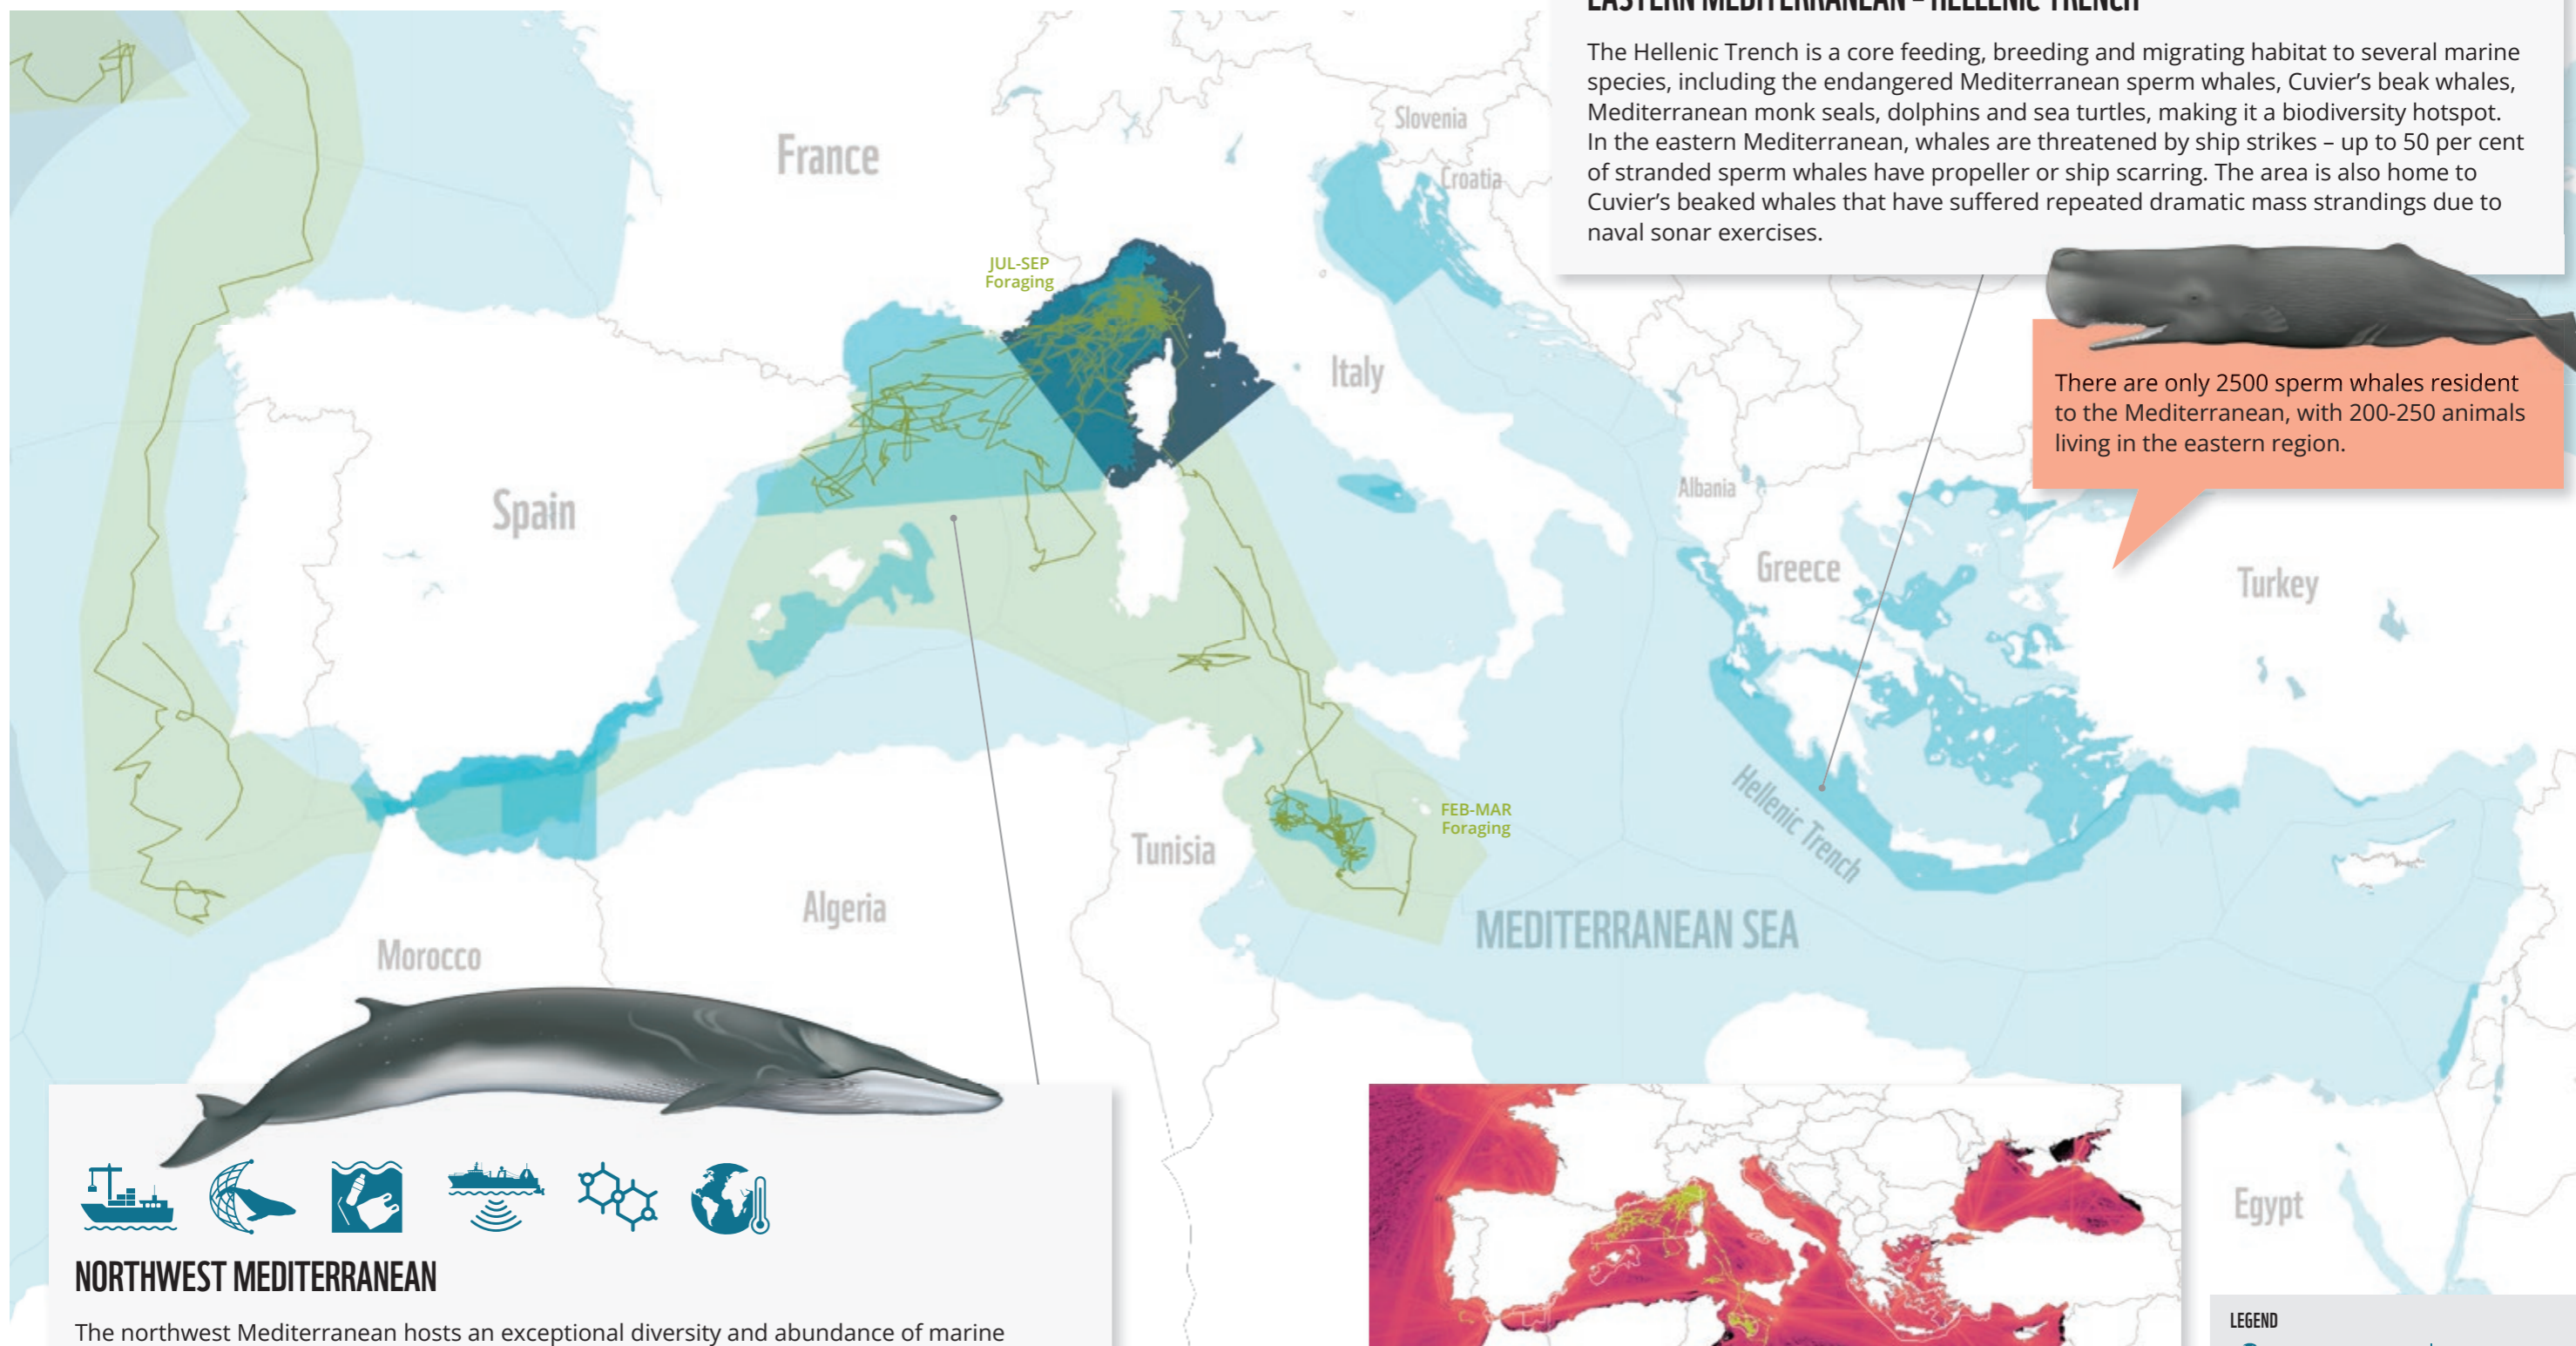 EASTERN MEDITERRANEAN – HELLENIC TRENCH
The Hellenic Trench is a core feeding, breeding and migrating habitat to several marine
species, including the endangered Mediterranean sperm whales, Cuvier’s beak whales,
Mediterranean monk seals, dolphins and sea turtles, making it a biodiversity hotspot.
In the eastern Mediterranean, whales are threatened by ship strikes – up to 50 per cent
of stranded sperm whales have propeller or ship scarring. The area is also home to
Cuvier’s beaked whales that have suffered repeated dramatic mass strandings due to
naval sonar exercises.
Slovenia
France
Croatia
JUL-SEP
Foraging
Italy
There are only 2500 sperm whales resident
to the Mediterranean, with 200-250 animals
living in the eastern region.
Albania
Spain
Greece
Turkey
Hellenic Trench
FEB-MAR
Foraging
Tunisia
Algeria
MEDITERRANEAN SEA
Morocco
Egypt
NORTHWEST MEDITERRANEAN
The northwest Mediterranean hosts an exceptional diversity and abundance of marine
LEGEND